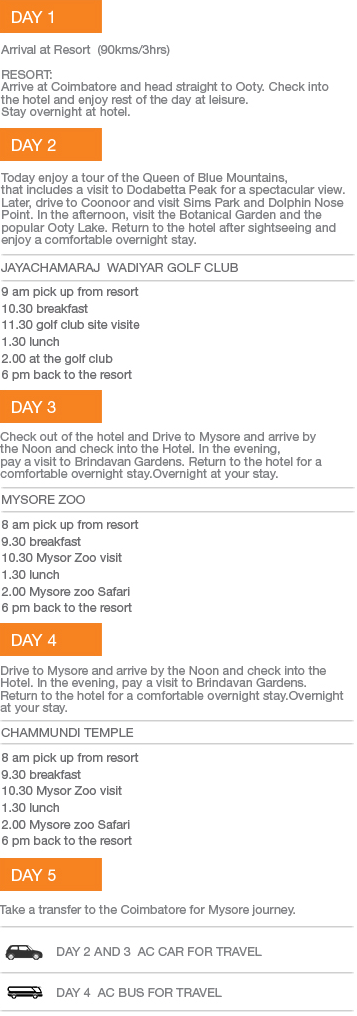 DAY 1
Arrival at Resort (90kms/3hrs)
RESORT:
Arrive at Coimbatore and head straight to Ooty. Check into
the hotel and enjoy rest of the day at leisure.
Stay overnight at hotel.
DAY 2
Today enjoy a tour of the Queen of Blue Mountains,
that includes a visit to Dodabetta Peak for a spectacular view.
Later, drive to Coonoor and visit Sims Park and Dolphin Nose
Point. In the afternoon, visit the Botanical Garden and the
popular Ooty Lake. Return to the hotel after sightseeing and
enjoy a comfortable overnight stay.
JAYACHAMARAJ WADIYAR GOLF CLUB
9 am pick up from resort
10.30 breakfast
11.30 golf club site visite
1.30 lunch
2.00 at the golf club
6 pm back to the resort
DAY 3
Check out of the hotel and Drive to Mysore and arrive by
the Noon and check into the Hotel. In the evening,
pay a visit to Brindavan Gardens. Return to the hotel for a
comfortable overnight stay.Overnight at your stay.
MYSORE ZOO
8 am pick up from resort
9.30 breakfast
10.30 Mysor Zoo visit
1.30 lunch
2.00 Mysore zoo Safari
6 pm back to the resort
DAY 4
Drive to Mysore and arrive by the Noon and check into the
Hotel. In the evening, pay a visit to Brindavan Gardens.
Return to the hotel for a comfortable overnight stay.Overnight
at your stay.
CHAMMUNDI TEMPLE
8 am pick up from resort
9.30 breakfast
10.30 Mysor Zoo visit
1.30 lunch
2.00 Mysore zoo Safari
6 pm back to the resort
DAY 5
Take a transfer to the Coimbatore for Mysore journey.
DAY 2 AND 3 AC CAR FOR TRAVEL
DAY 4 AC BUS FOR TRAVEL